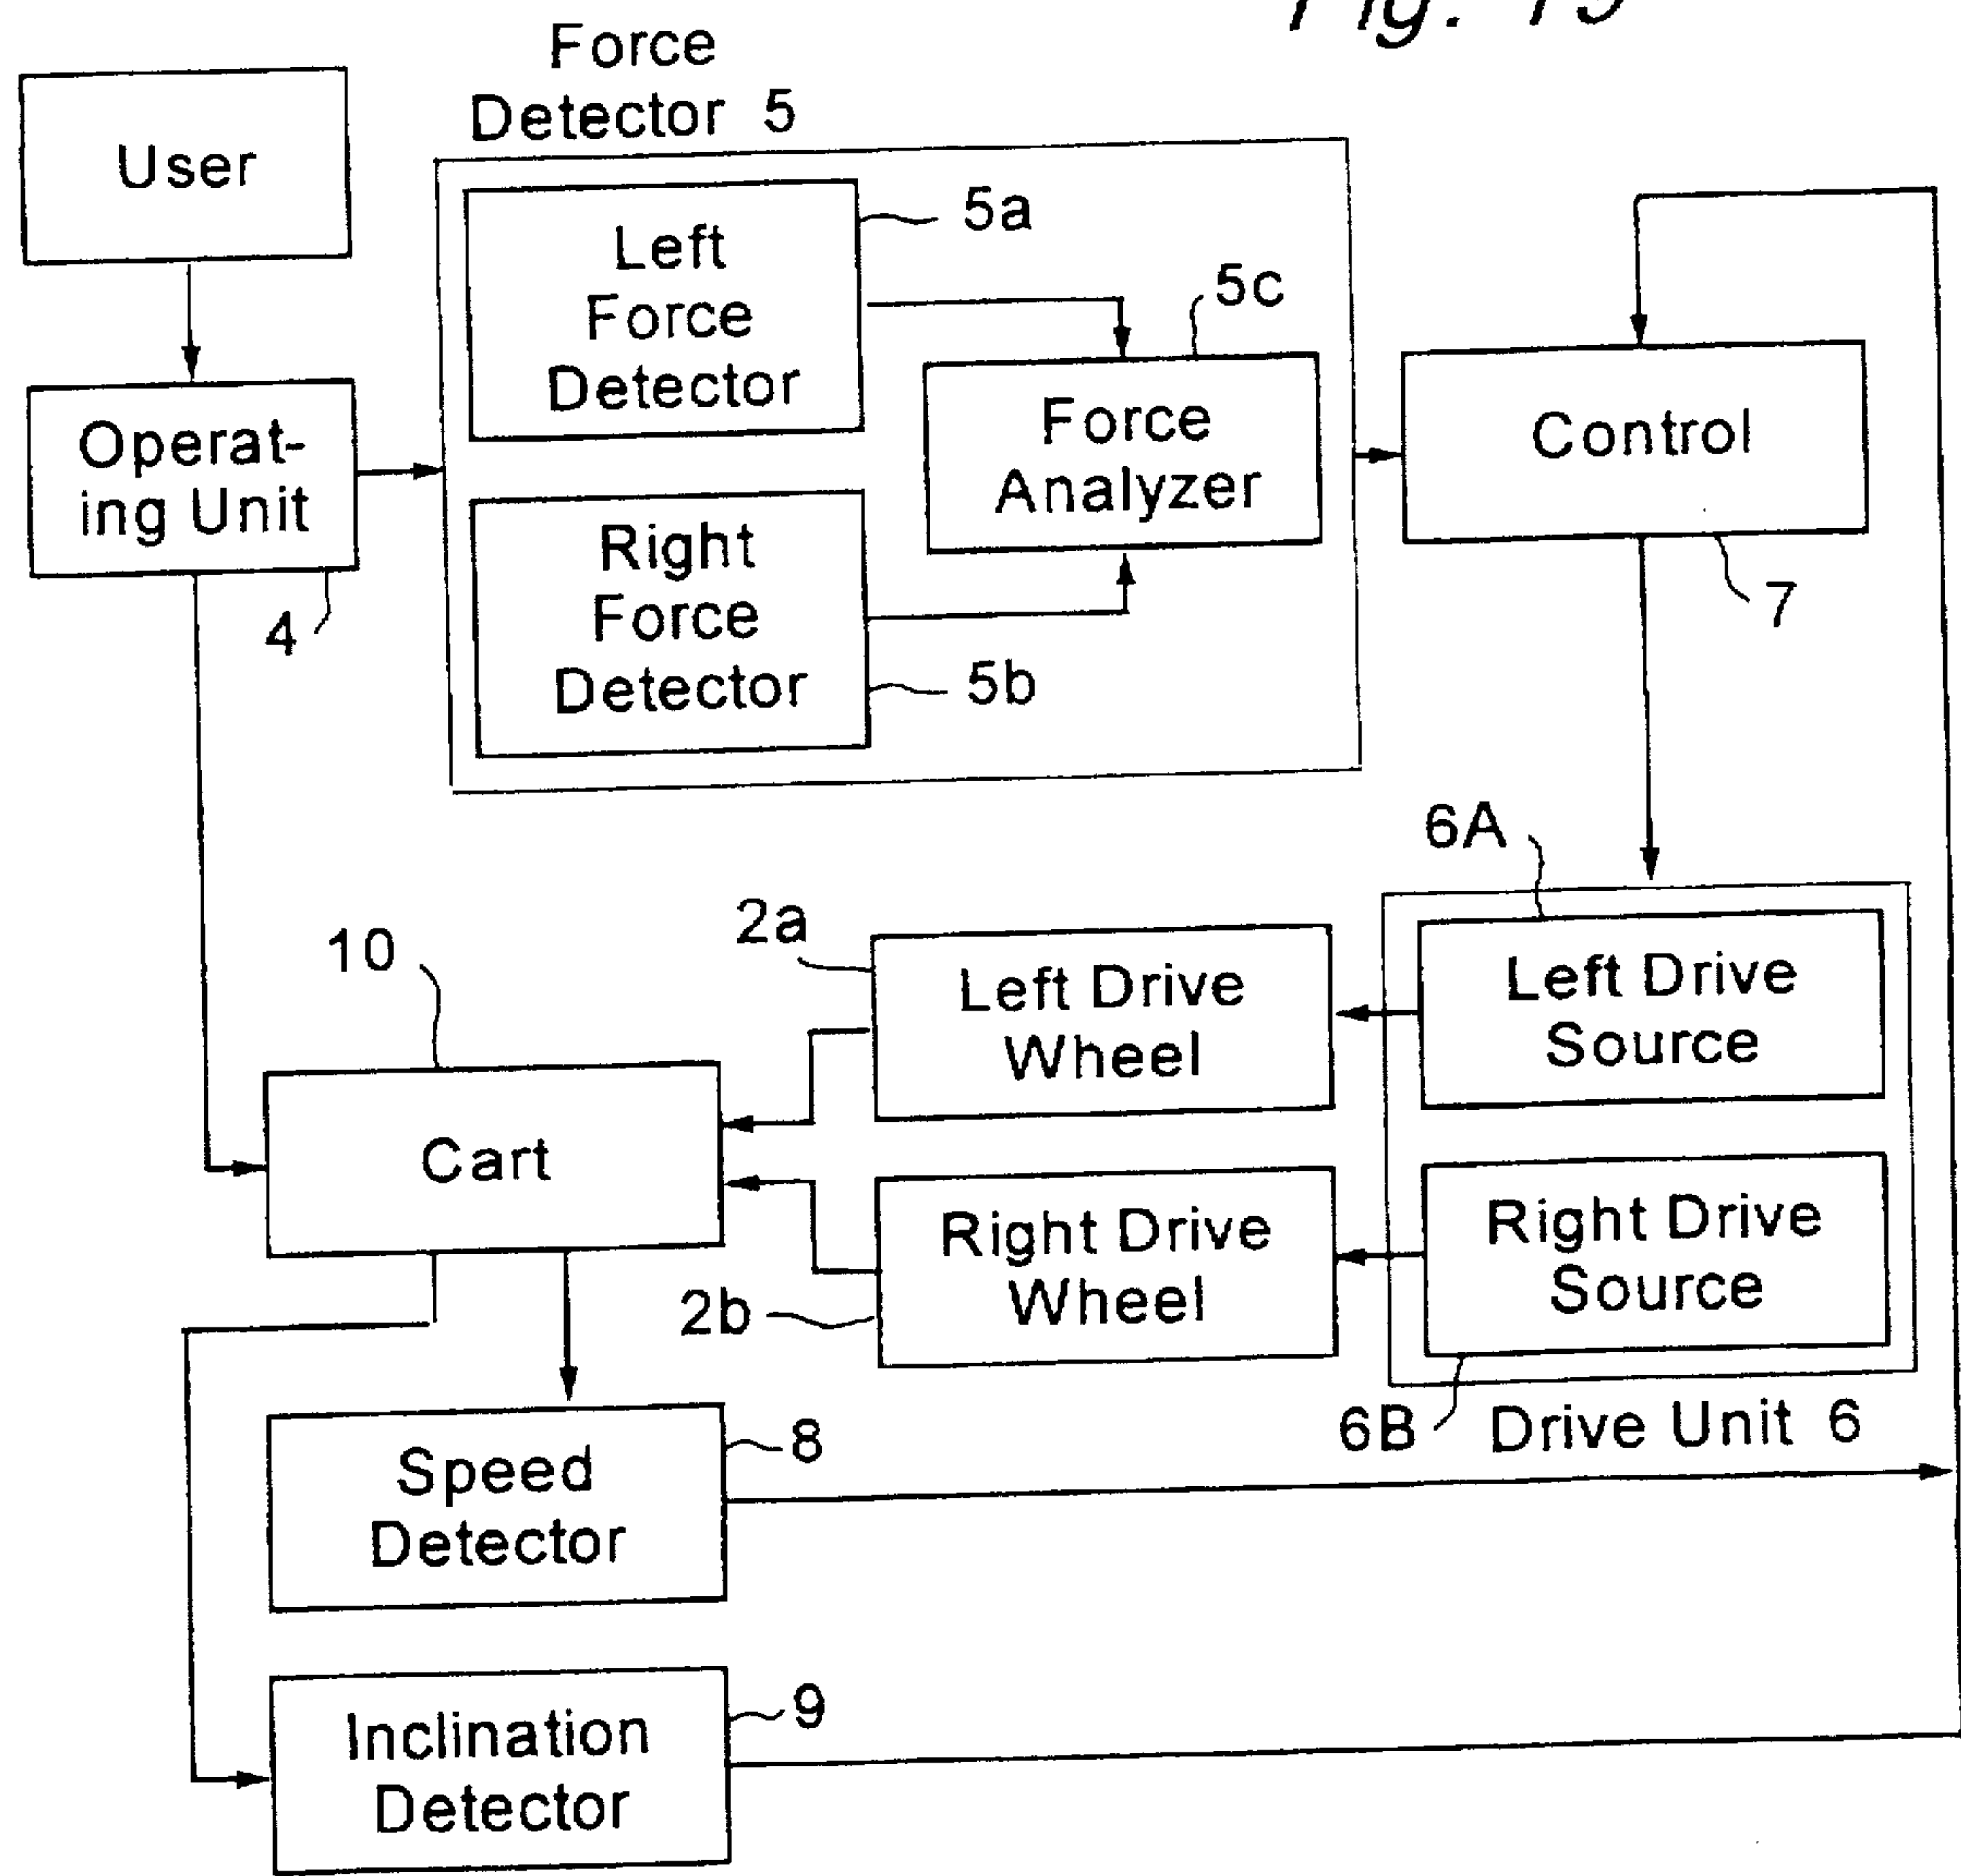 Force
Detector 5
User
Left
Force
Detector
5a
5c
Force
Analyzer
Control
Operat-
ing Unit
Right
Force
Detector
4
5b
7
6A
2a
10
Left Drive
Wheel
Left Drive
Source
Cart
Right Drive
Wheel
Right Drive
Source
2b
6B
Drive Unit 6
8
Speed
Detector
9
Inclination
Detector